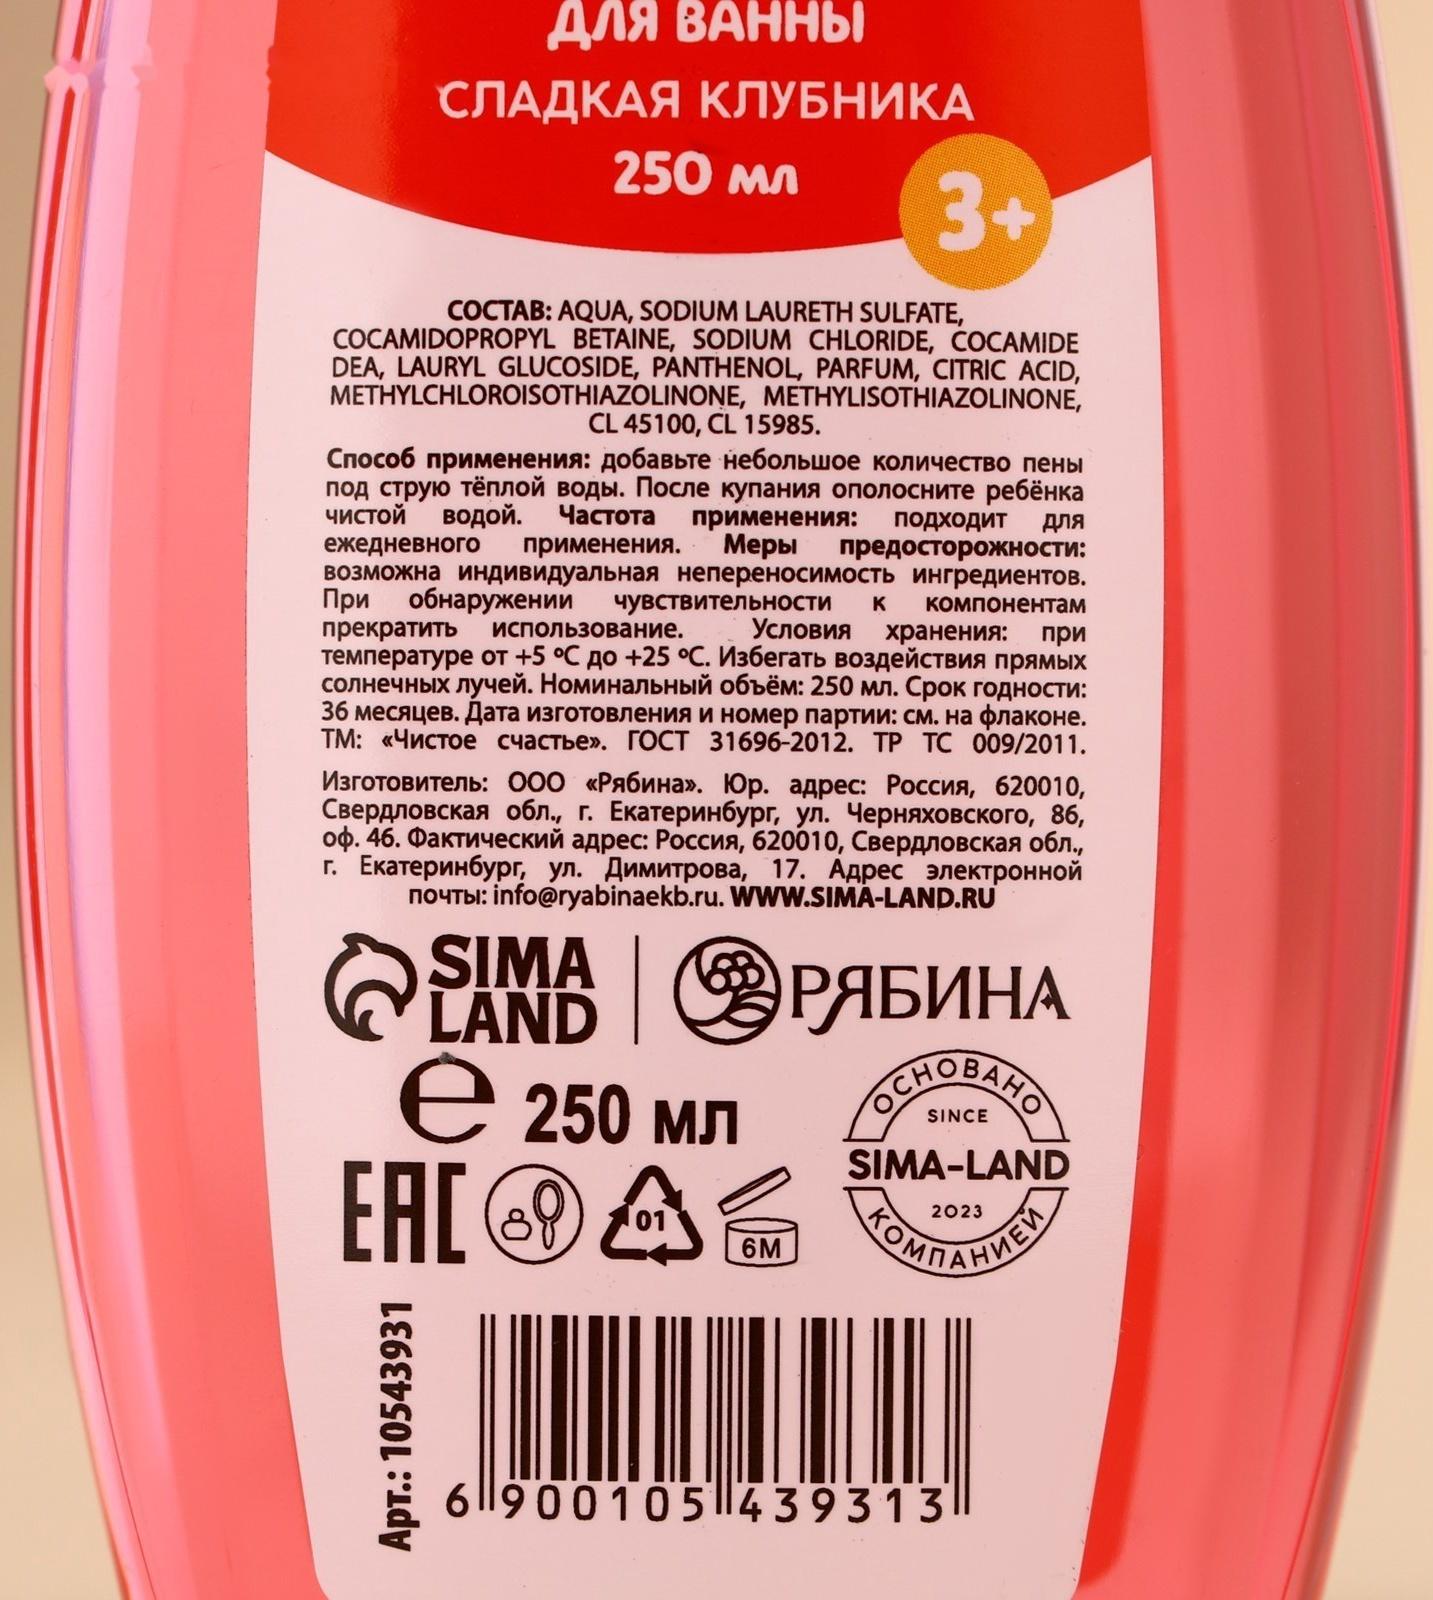 ДЛЯ ВАННЫ
СЛАДКАЯ КЛУБНИКА
250 мл
3+
СОСТАВ: AQUA, SODIUM LAURETH SULFATE,
COCAMIDOPROPYL BETAINE, SODIUM CHLORIDE, COCAMIDE
DEA, LAURYL GLUCOSIDE, PANTHENOL, PARFUM, CITRIC ACID,
METHYLCHLOROISOTHIAZOLINONE, METHYLISOTHIAZOLINONE,
CL 45100, CL 15985.
Способ применения: добавьте небольшое количество пены
под струю тёплой воды. После купания ополосните ребёнка
чистой водой. Частота применения: подходит для
ежедневного применения. Меры предосторожности:
возможна индивидуальная непереносимость ингредиентов.
При обнаружении чувствительности к компонентам
прекратить использование. Условия хранения: при
температуре от +5 ºС до +25 ºС. Избегать воздействия прямых
солнечных лучей. Номинальный объём: 250 мл. Срок годности:
36 месяцев. Дата изготовления и номер партии: см. на флаконе.
ТМ: «Чистое счастье». ГОСТ 31696-2012. ТР ТС 009/2011.
Изготовитель: ООО «Рябина». Юр. адрес: Россия, 620010,
Свердловская обл., г. Екатеринбург, ул. Черняховского, 86,
оф. 46. Фактический адрес: Россия, 620010, Свердловская обл.,
г. Екатеринбург, ул. Димитрова, 17. Адрес электронной
почты: info@ryabinaekb.ru. WWW.SIMA-LAND.RU
SIMA
LAND
РЯБИНА
е 250 мл
ОСНОВАНО
SINCE
SIMA-LAND
2023
КОМПАНИЕЙ
ЕАС
01
6М
Арт.: 10543931
6 900105 439313